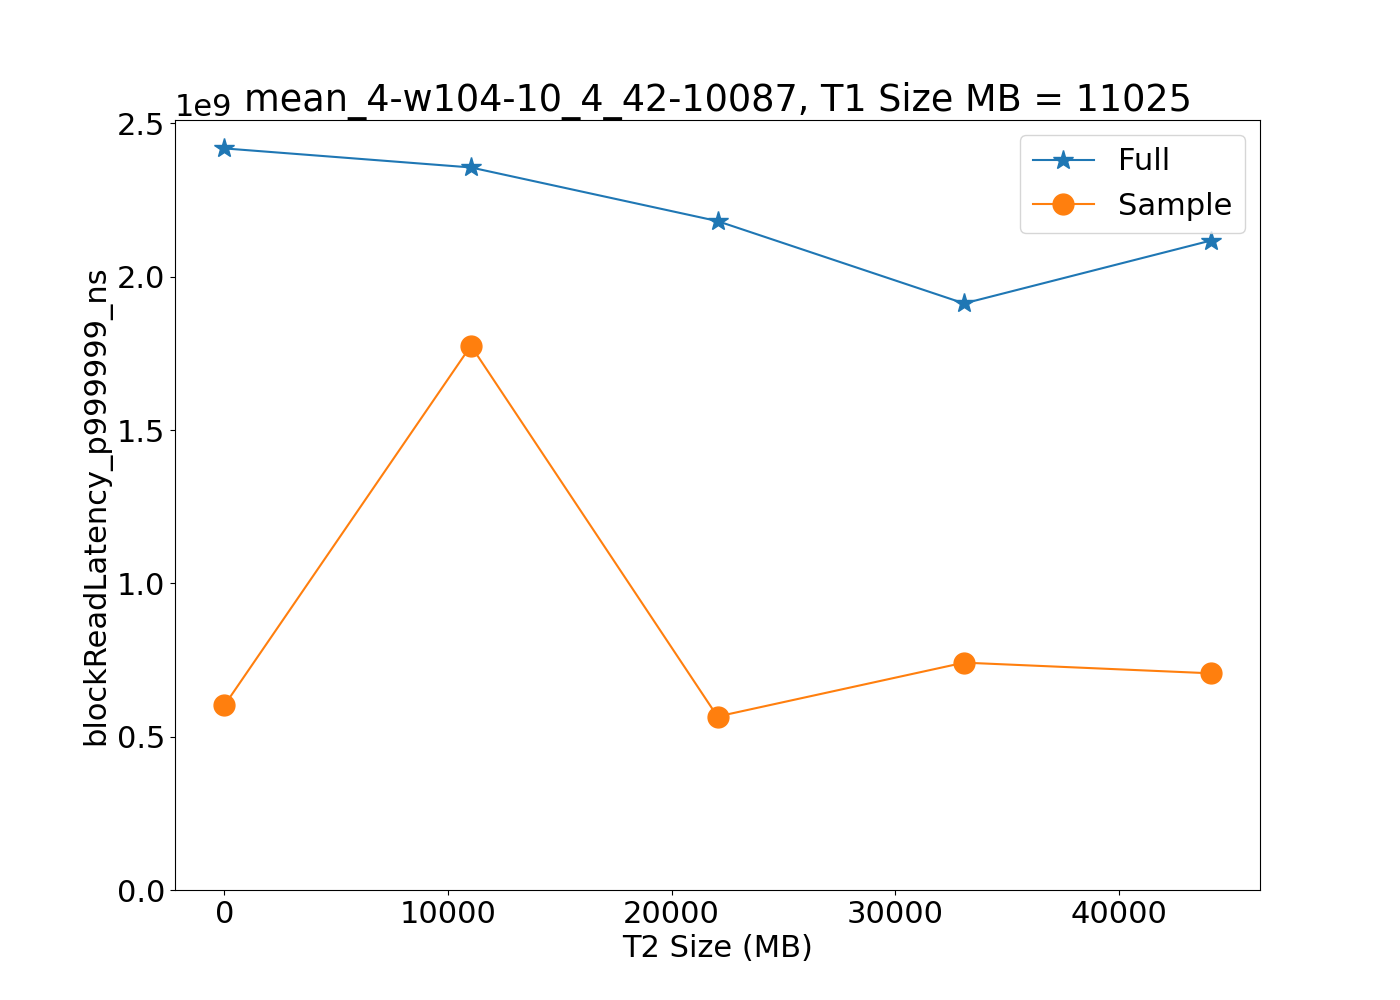 1e9
mean_4-w104-10_4_42-10087, T1 Size MB = 11025
2.5
2.0
1.5
1.0
0.5
0.0
blockReadLatency_p999999_ns
Full
Sample
0
10000
20000
30000
40000
T2 Size (MB)